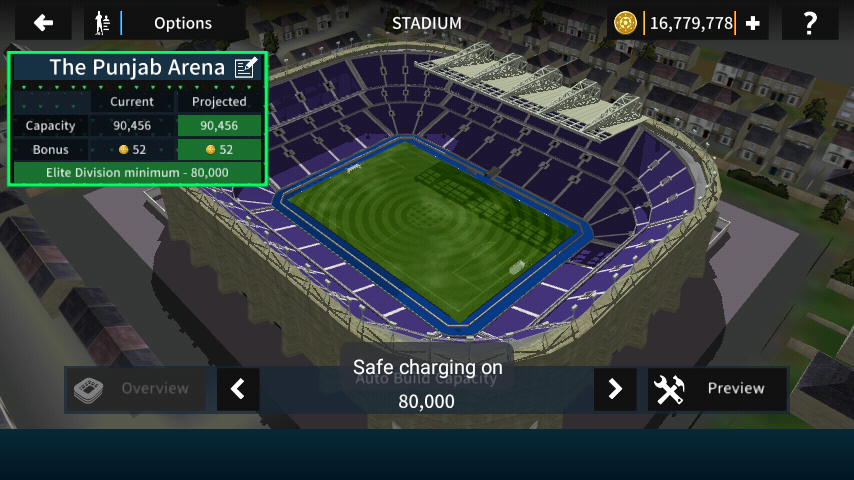 Options
STADIUM
16,779,778
?
The Punjab Arena
Current Projected
Capacity 90,456 90,456
Bonus 52 52
Elite Division minimum - 80,000
Safe charging on
Auto Build Capacity
Overview
80,000
Preview